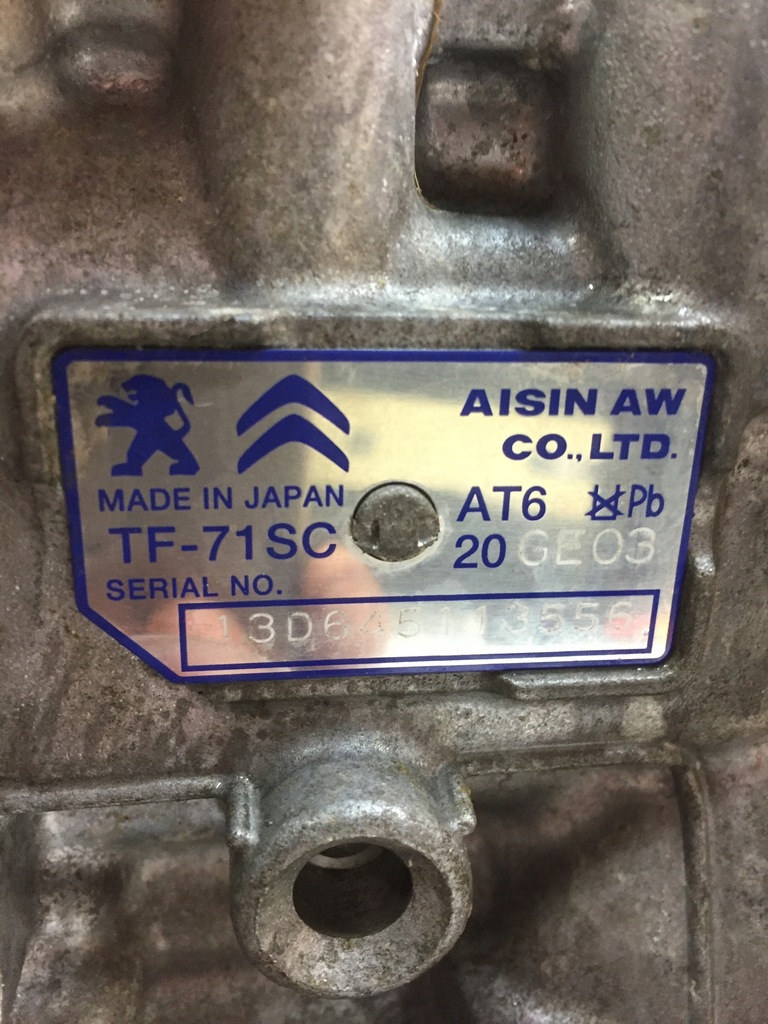 AISIN AW
CO., LTD.
MADE IN JAPAN
AT6 Pb
TF-71SC
20 GE03
SERIAL NO.
13D645113556